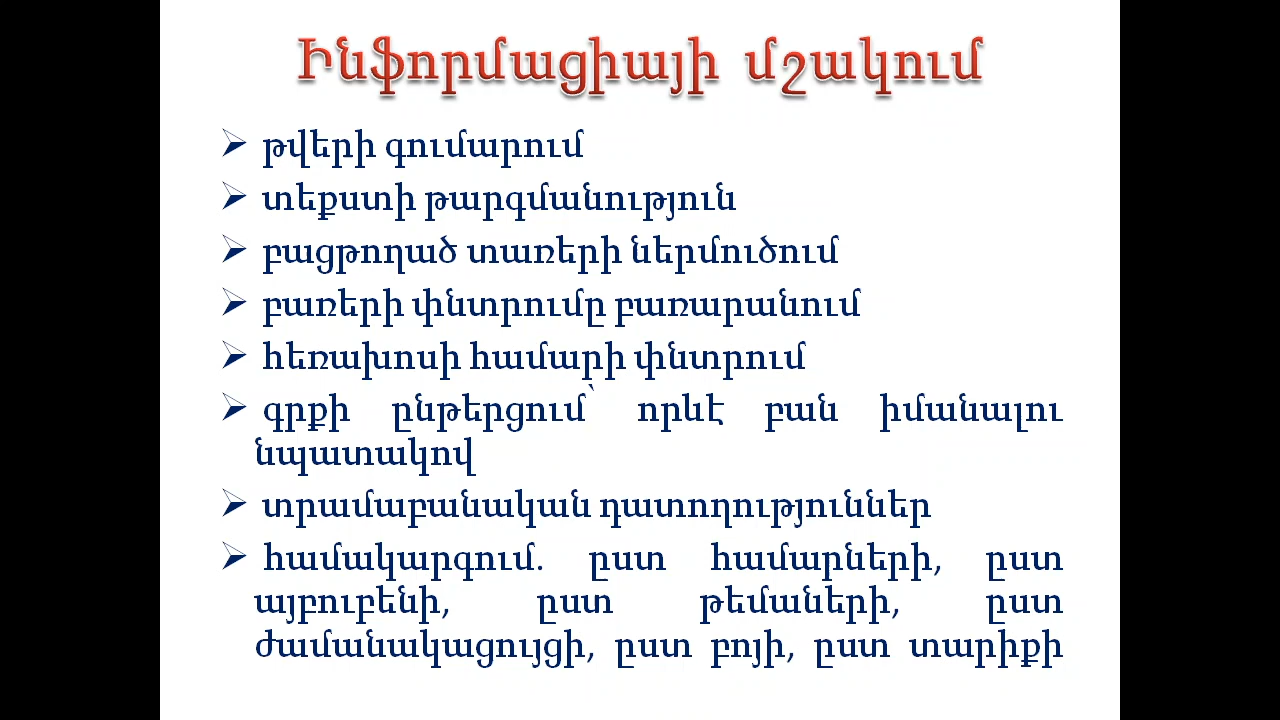 Ինֆորմացիայի մշակում
թվերի գումարում
տեքստի թարգմանություն
բացթողած տառերի ներմուծում
բառերի փնտրումը բառարանում
հեռախոսի համարի փնտրում
գրքի ընթերցում՝ որևէ բան իմանալու
նպատակով
տրամաբանական դատողություններ
համակարգում. ըստ համարների, ըստ
այբուբենի, ըստ թեմաների, ըստ
ժամանակացույցի, ըստ բոյի, ըստ տարիքի